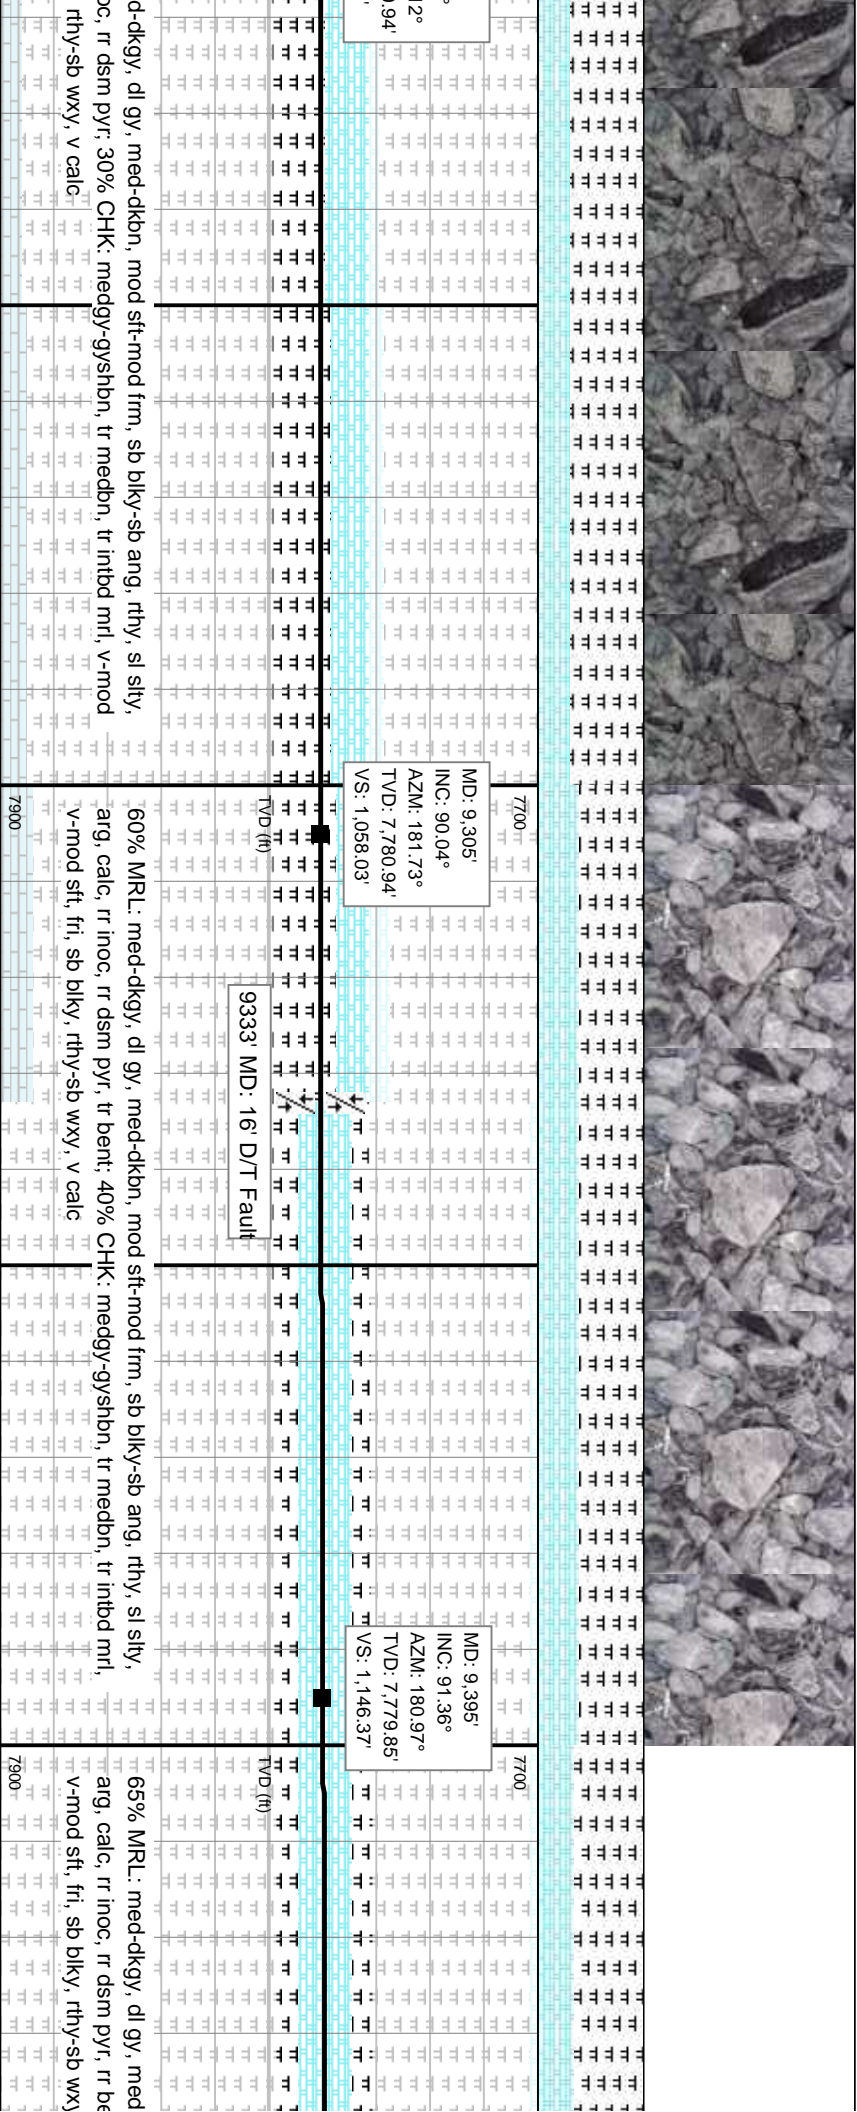 12°
.94'
d-dkgy, dl gy, med-dkbn, mod sft-mod frm, sb blky-sb ang, rthy, sl slty,
oc, rr dsm pyr; 30% CHK: medgy-gyshbn, tr medbn, tr intbd mrl, v-mod
rthy-sb wxy, v calc
7700
MD: 9,305'
INC: 90.04°
AZM: 181.73°
TVD: 7,780.94'
VS: 1,058.03'
TVD (ft)
7900
60% MRL: med-dkgy, dl gy, med-dkbn, mod sft-mod frm, sb blky-sb ang, rthy, sl slty,
arg, calc, rr inoc, rr dsm pyr, tr bent; 40% CHK: medgy-gyshbn, tr medbn, tr intbd mrl,
v-mod sft, fri, sb blky, rthy-sb wxy, v calc
9333' MD: 16' D/T Fault
MD: 9,395'
INC: 91.36°
AZM: 180.97°
TVD: 7,779.85'
VS: 1,146.37'
7700
TVD (ft)
7900
65% MRL: med-dkgy, dl gy, med
arg, calc, rr inoc, rr dsm pyr, rr be
v-mod sft, fri, sb blky, rthy-sb wxy